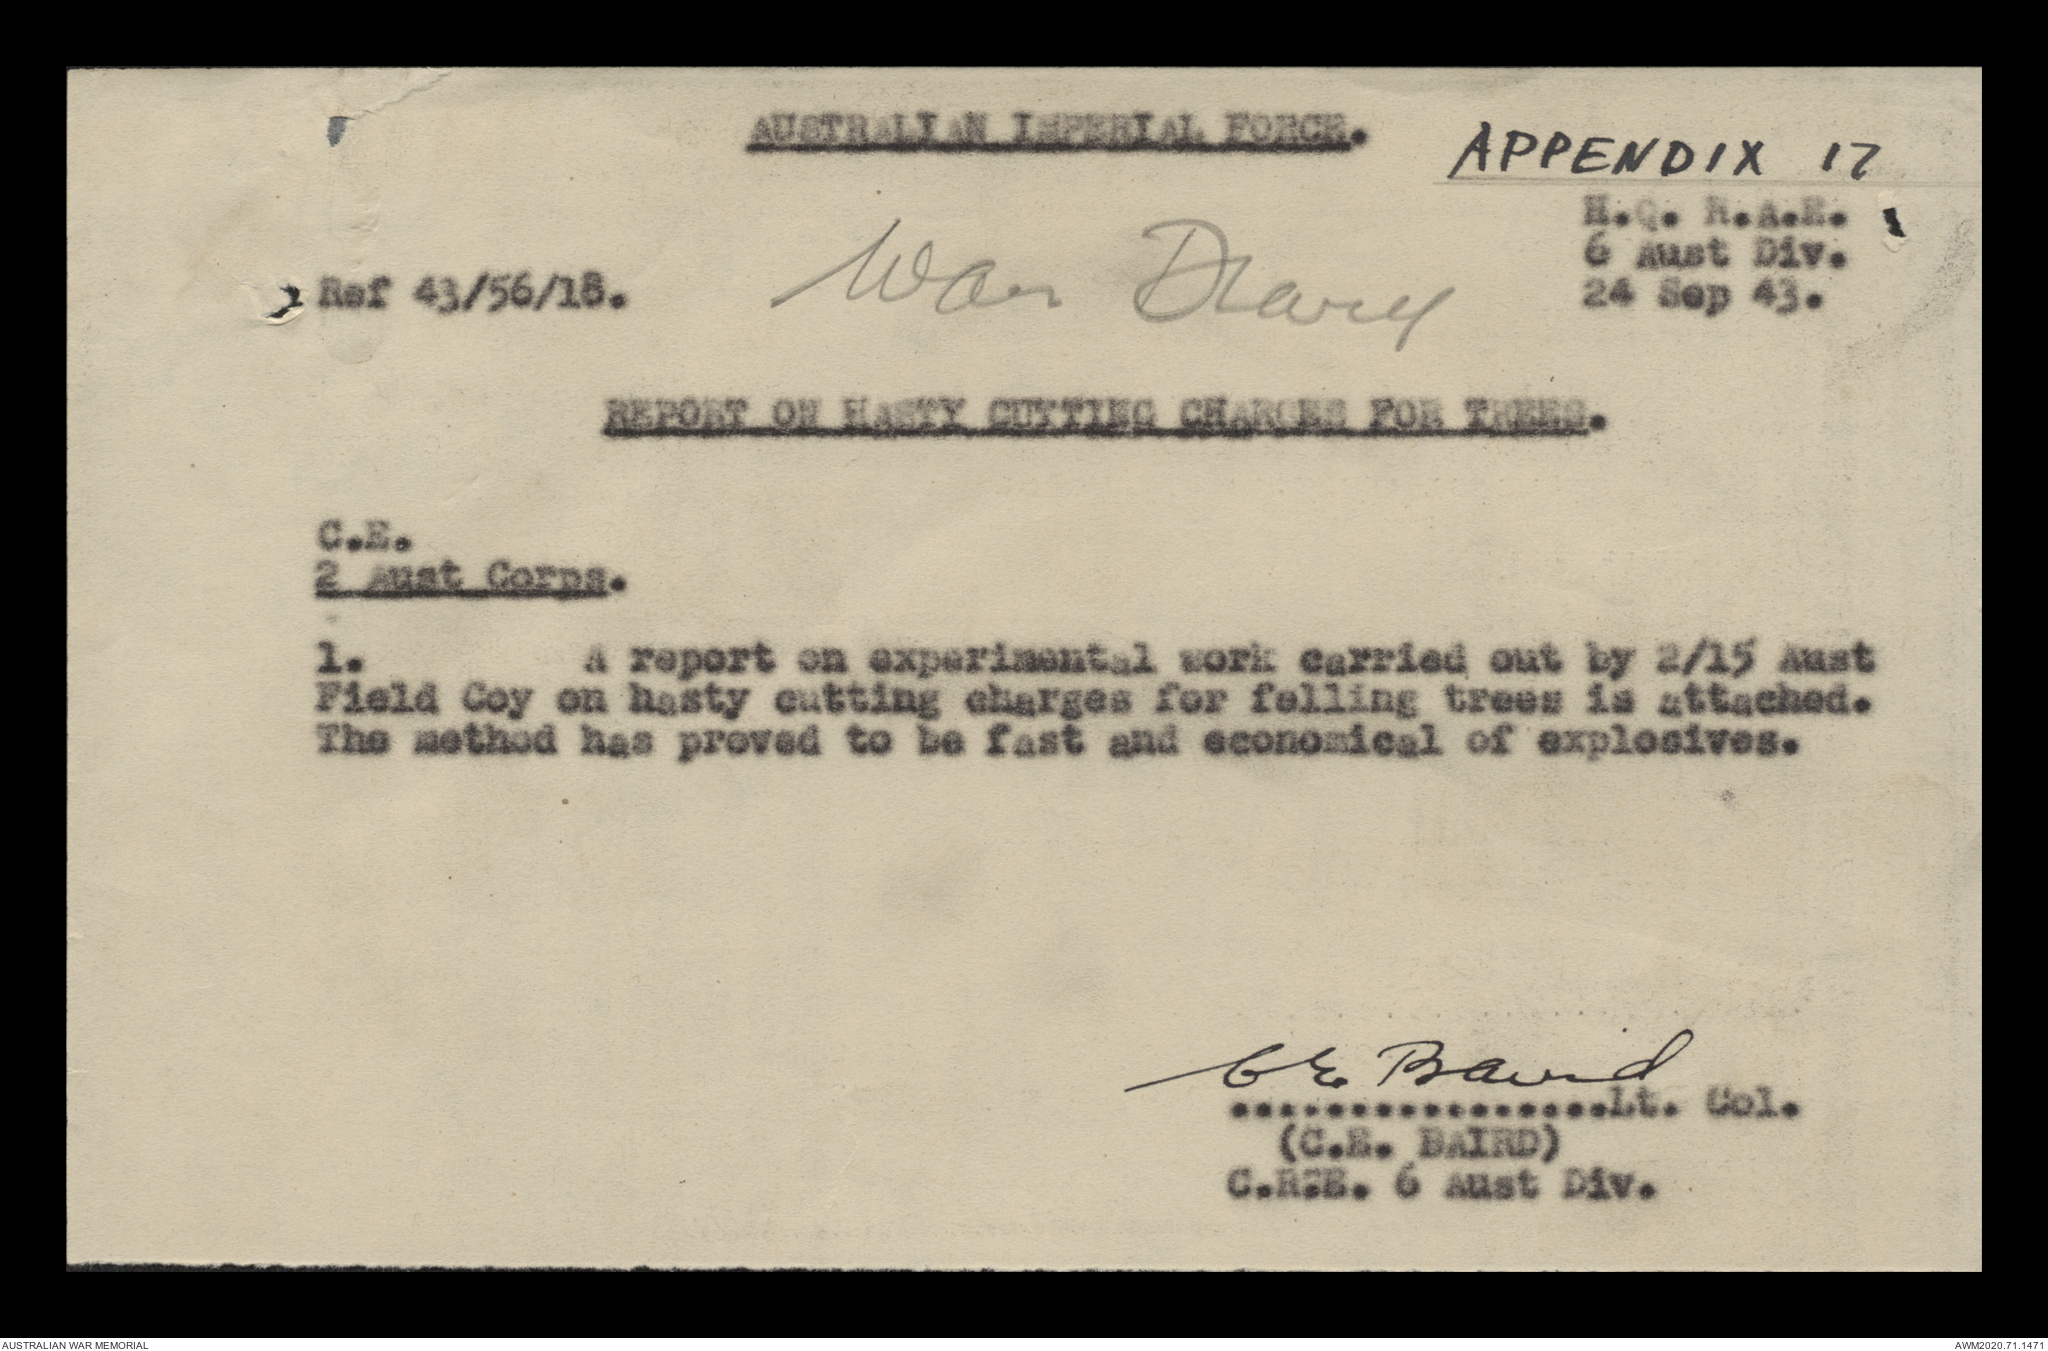 AUSTRALIAN IMPERIAL FORCE.
APPENDIX 17
H.Q. R.A.E.
6 Aust Div.
24 Sep 43.
Ref 43/56/18.
War Diary
REPORT ON HASTY CUTTING CHARGES FOR TREES.
C.E.
2 Aust Corps.
1. A report on experimental work carried out by 2/15 Aust
Field Coy on hasty cutting charges for felling trees is attached.
The method has proved to be fast and economical of explosives.
CE Baird
................Lt. Col.
(C.E. BAIRD)
C.R.E. 6 Aust Div.
AUSTRALIAN WAR MEMORIAL
AWM2020.71.1471